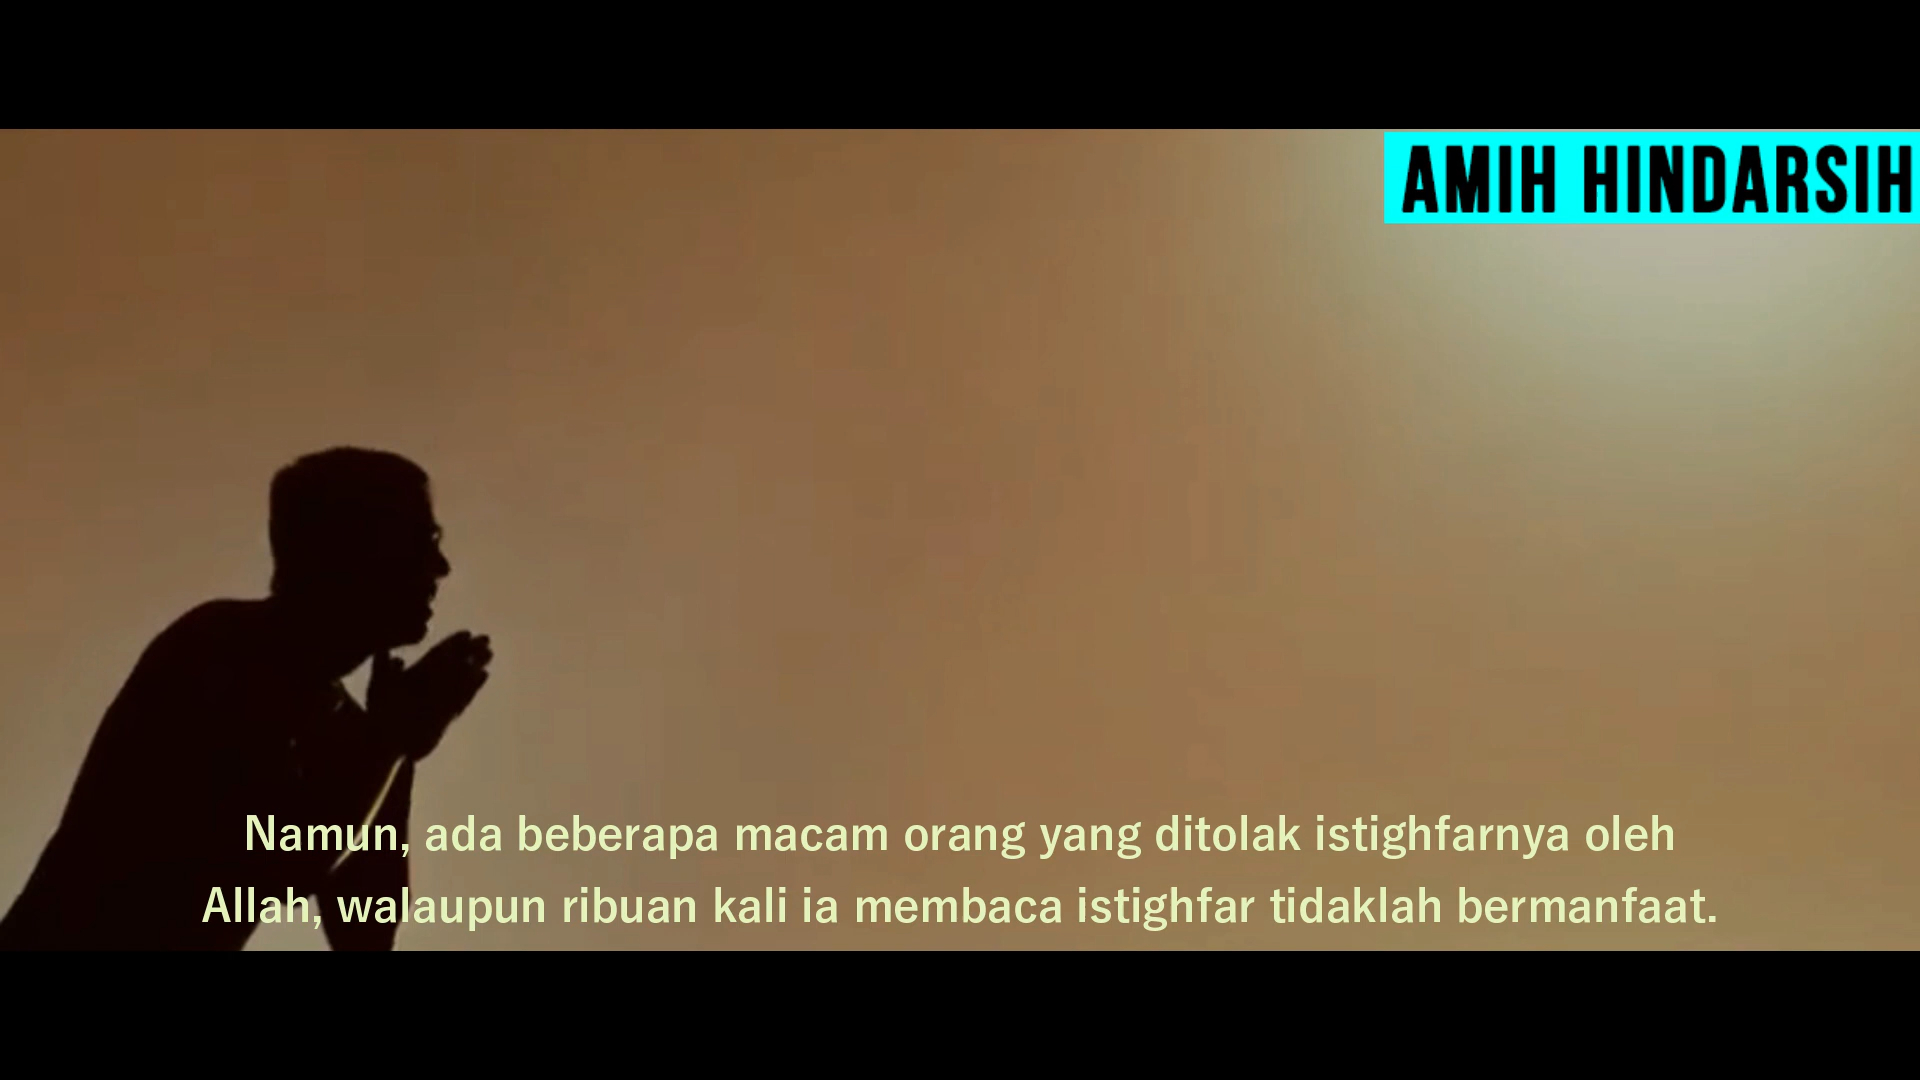 AMIH HINDARSIH
Namun, ada beberapa macam orang yang ditolak istighfarnya oleh
Allah, walaupun ribuan kali ia membaca istighfar tidaklah bermanfaat.